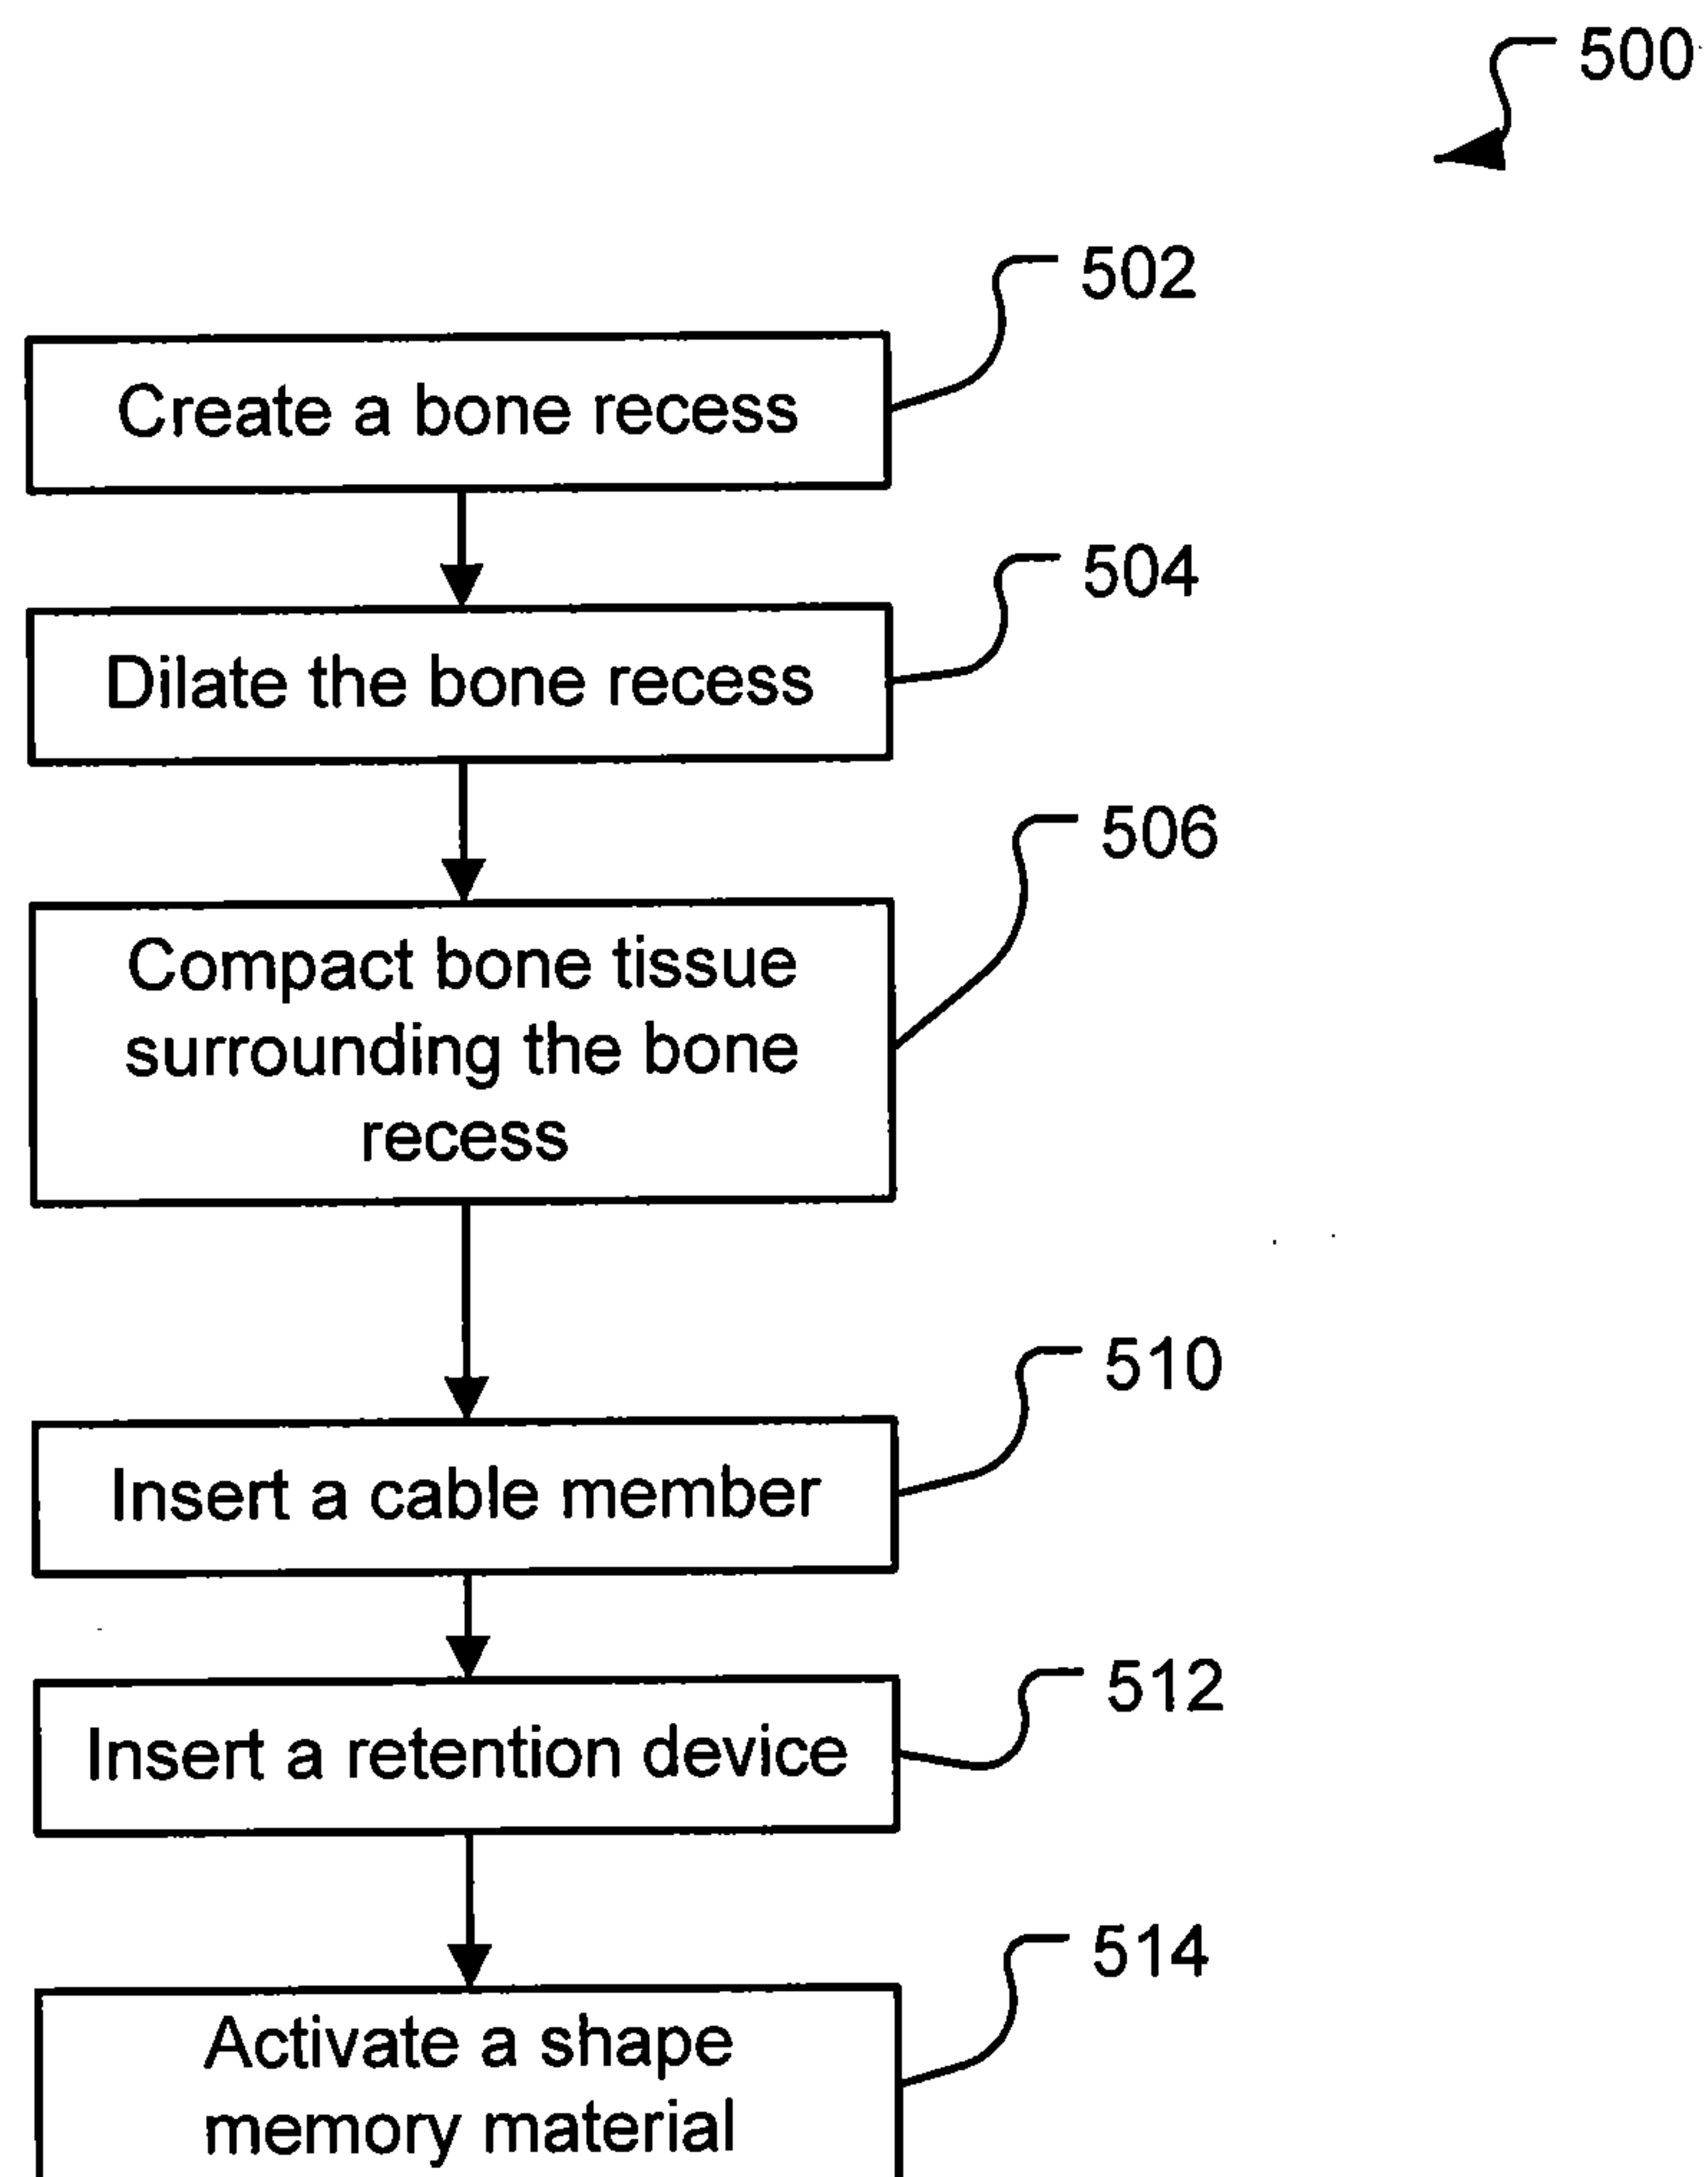 500
502
Create a bone recess
504
Dilate the bone recess
506
Compact bone tissue
surrounding the bone
recess
510
Insert a cable member
512
Insert a retention device
514
Activate a shape
memory material